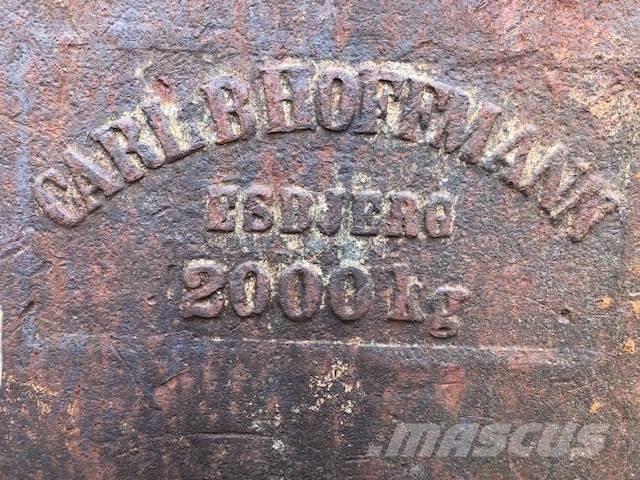 CARL B HOFFMANN
ESBJERG
2000 kg
MASCUS